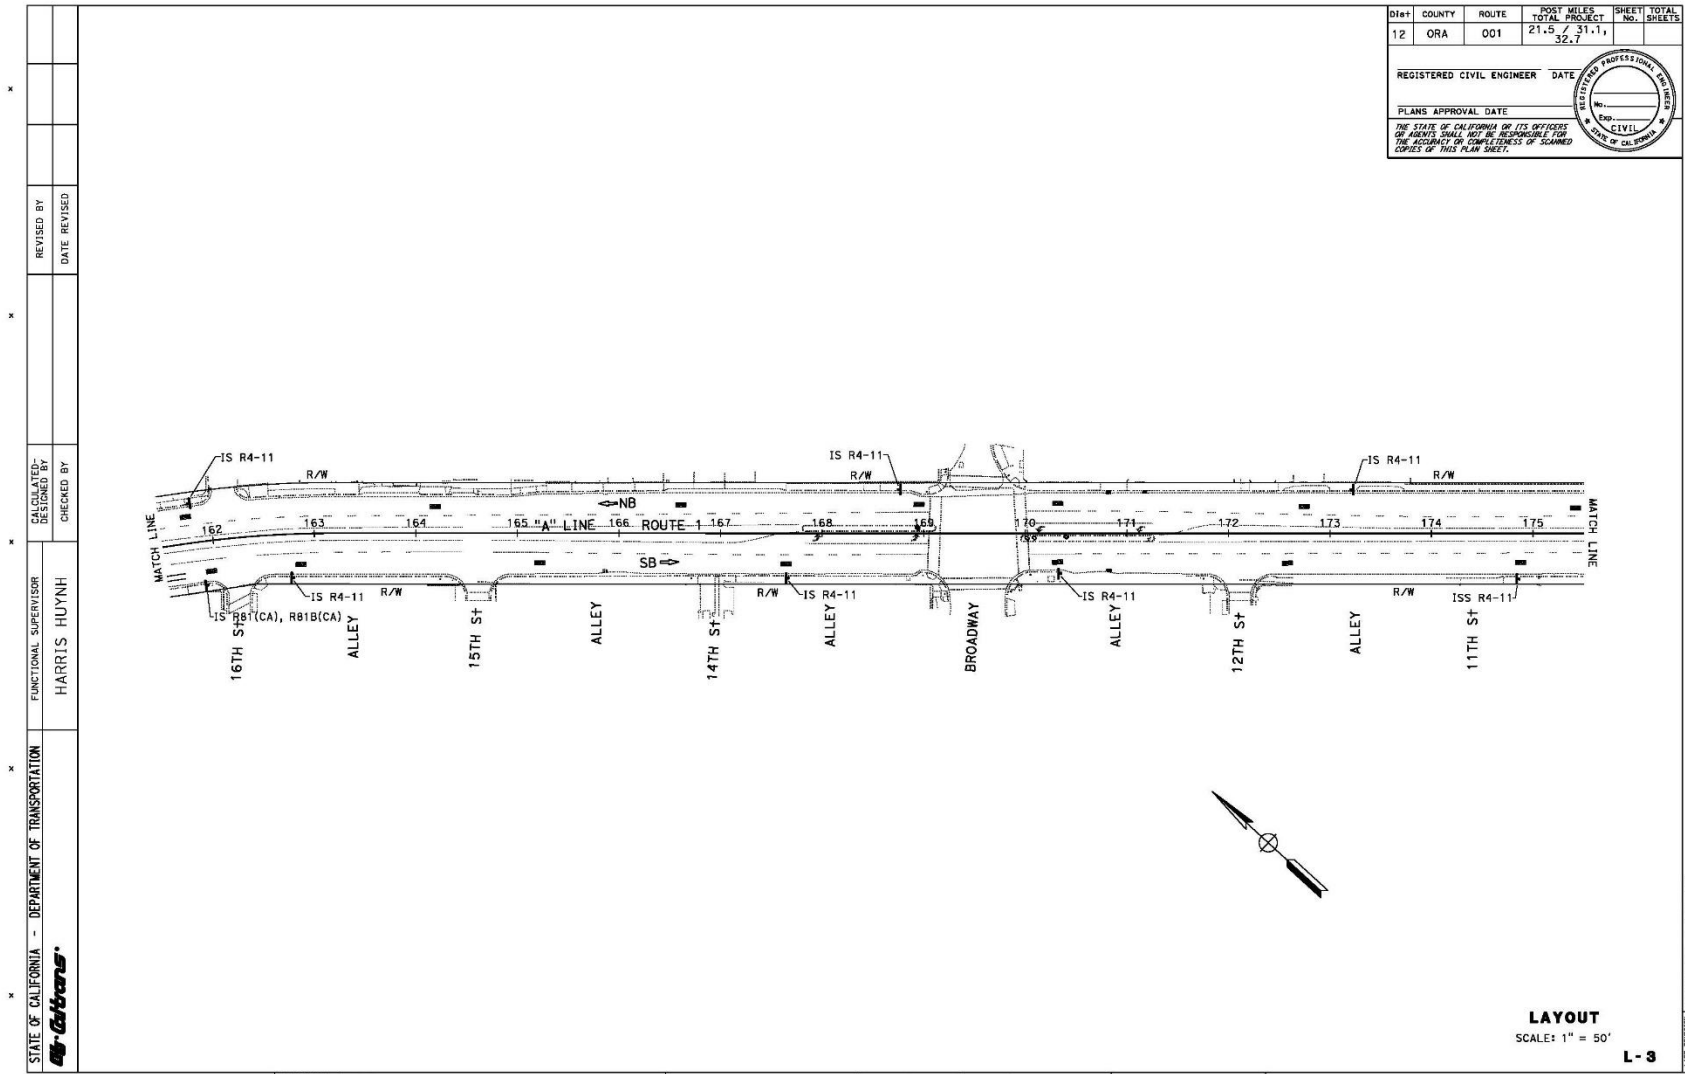 Dist COUNTY ROUTE POST MILES TOTAL PROJECT SHEET No. TOTAL SHEETS
12 ORA 001 21.5 / 31.1, 32.7
REGISTERED CIVIL ENGINEER DATE
PLANS APPROVAL DATE
THE STATE OF CALIFORNIA OR ITS OFFICERS
OR AGENTS SHALL NOT BE RESPONSIBLE FOR
THE ACCURACY OR COMPLETENESS OF SCANNED
COPIES OF THIS PLAN SHEET.
REGISTERED PROFESSIONAL ENGINEER
No.
Exp.
CIVIL
STATE OF CALIFORNIA
REVISED BY
DATE REVISED
CALCULATED-
DESIGNED BY
CHECKED BY
FUNCTIONAL SUPERVISOR
HARRIS HUYNH
STATE OF CALIFORNIA - DEPARTMENT OF TRANSPORTATION
Caltrans
IS R4-11
R/W
IS R4-11
R/W
IS R4-11
R/W
NB
MATCH LINE
162 163 164 165 "A" LINE 166 ROUTE 1 167 168 169 170 171 172 173 174 175
MATCH LINE
SB
IS R4-11
R/W
R/W
IS R4-11
IS R4-11
R/W
ISS R4-11
IS R81(CA), R81B(CA)
16TH St
ALLEY
15TH St
ALLEY
14TH St
ALLEY
BROADWAY
ALLEY
12TH St
ALLEY
11TH St
LAYOUT
SCALE: 1" = 50'
L-3